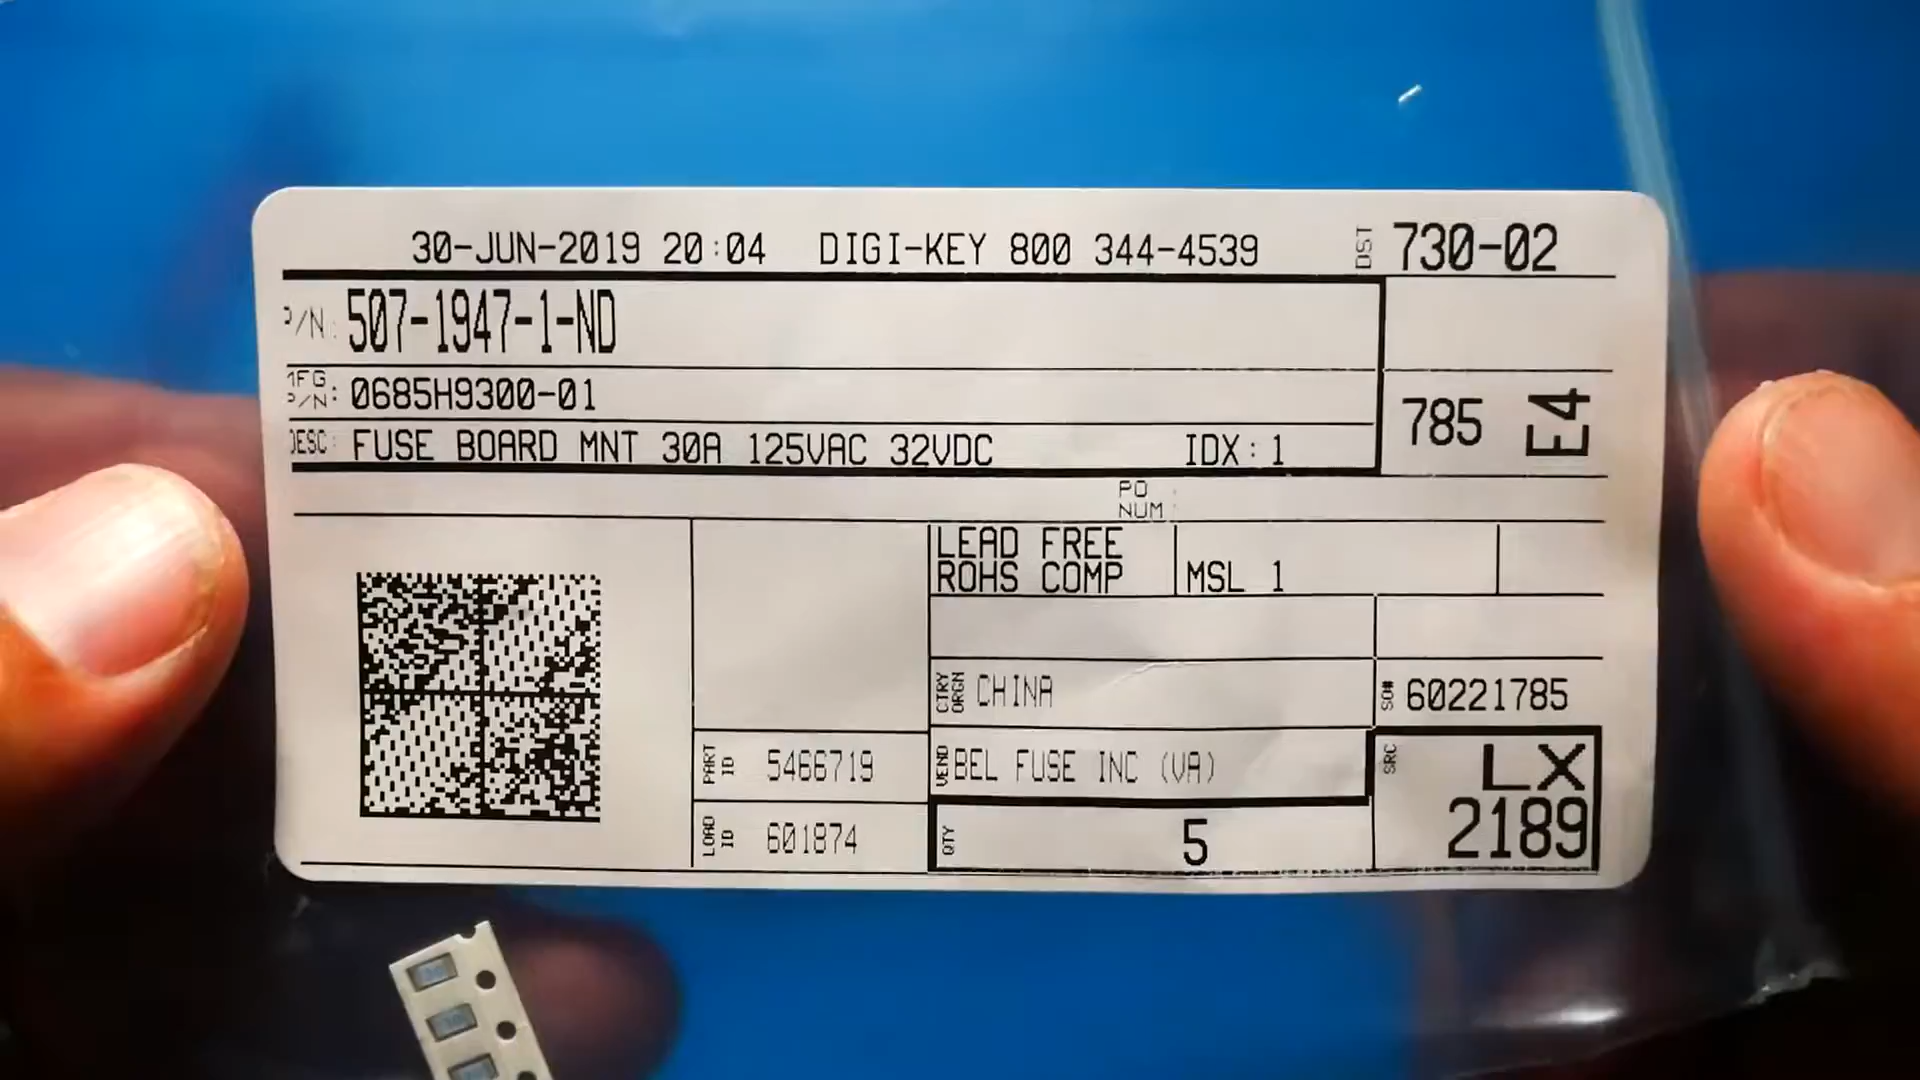 30-JUN-2019 20:04 DIGI-KEY 800 344-4539 DST 730-02
P/N: 507-1947-1-ND
MFG P/N: 0685H9300-01
DESC: FUSE BOARD MNT 30A 125VAC 32VDC IDX: 1
785 E4
PO NUM:
LEAD FREE
ROHS COMP
MSL 1
CTRY ORGN CHINA
SO# 60221785
PART ID 5466719
VEND BEL FUSE INC (VA)
SRC LX
2189
LOAD ID 601874
QTY 5